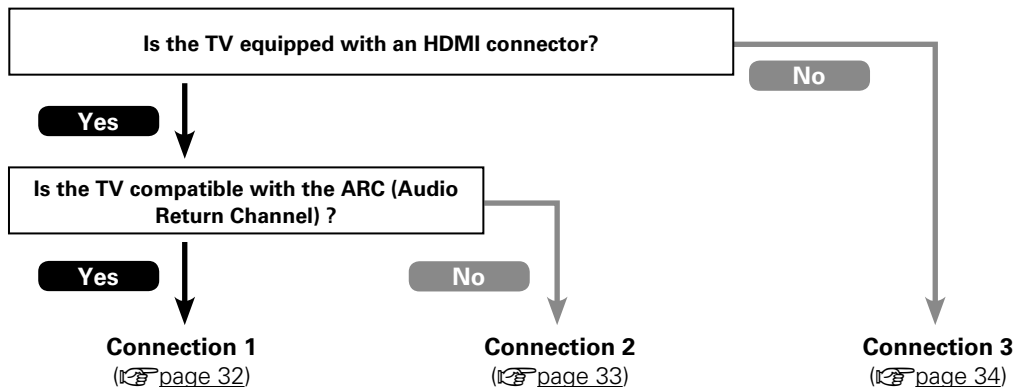 Is the TV equipped with an HDMI connector?
No
Yes
Is the TV compatible with the ARC (Audio
Return Channel) ?
Yes
No
Connection 1
(page 32)
Connection 2
(page 33)
Connection 3
(page 34)